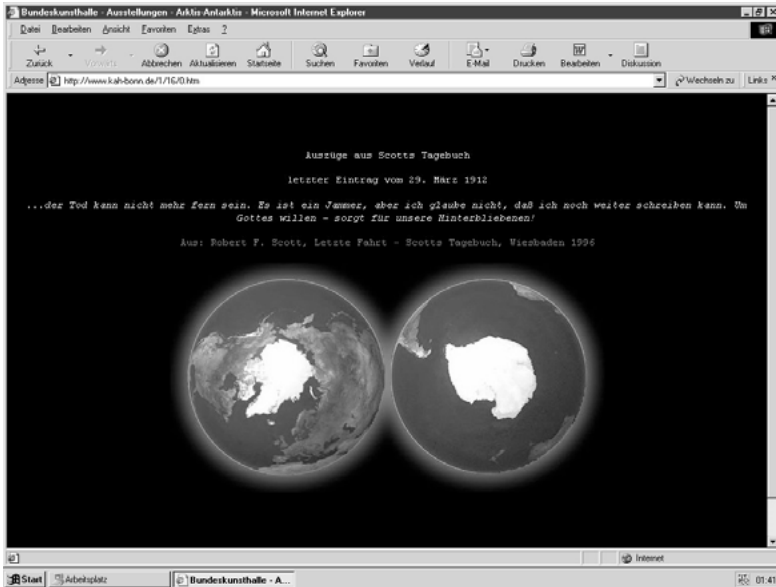 Bundeskunsthalle - Ausstellungen - Arktis-Antarktis - Microsoft Internet Explorer
Datei Bearbeiten Ansicht Favoriten Extras ?
Zurück Vorwärts Abbrechen Aktualisieren Startseite Suchen Favoriten Verlauf E-Mail Drucken Bearbeiten Diskussion
Adresse http://www.kah-bonn.de/1/16/0.htm Wechseln zu Links
Auszüge aus Scotts Tagebuch
letzter Eintrag vom 29. März 1912
...der Tod kann nicht mehr fern sein. Es ist ein Jammer, aber ich glaube nicht, daß ich noch weiter schreiben kann. Um
Gottes willen - sorgt für unsere Hinterbliebenen!
Aus: Robert F. Scott, Letzte Fahrt - Scotts Tagebuch, Wiesbaden 1996
Internet
Start Arbeitsplatz Bundeskunsthalle - A... 01:41